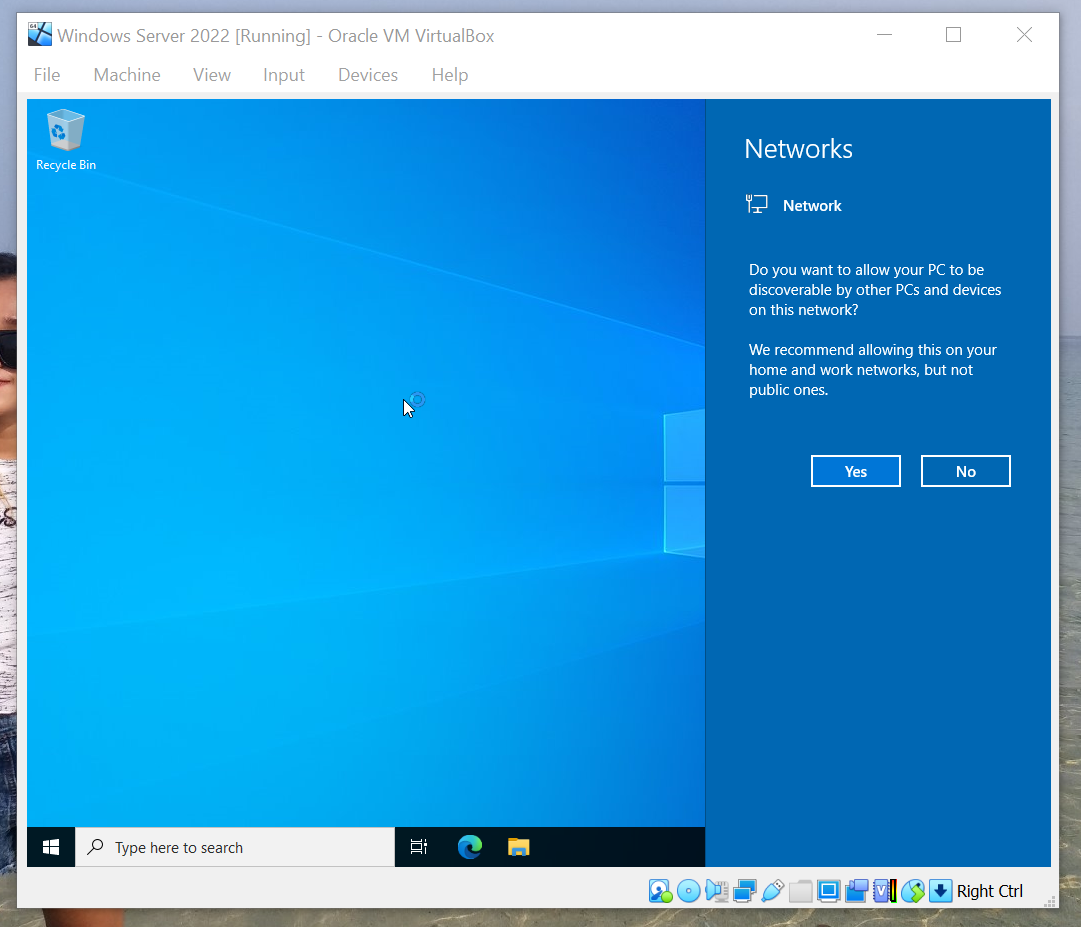 Windows Server 2022 [Running] - Oracle VM VirtualBox
File Machine View Input Devices Help
Recycle Bin
Networks
Network
Do you want to allow your PC to be
discoverable by other PCs and devices
on this network?
We recommend allowing this on your
home and work networks, but not
public ones.
Yes No
Type here to search
Right Ctrl